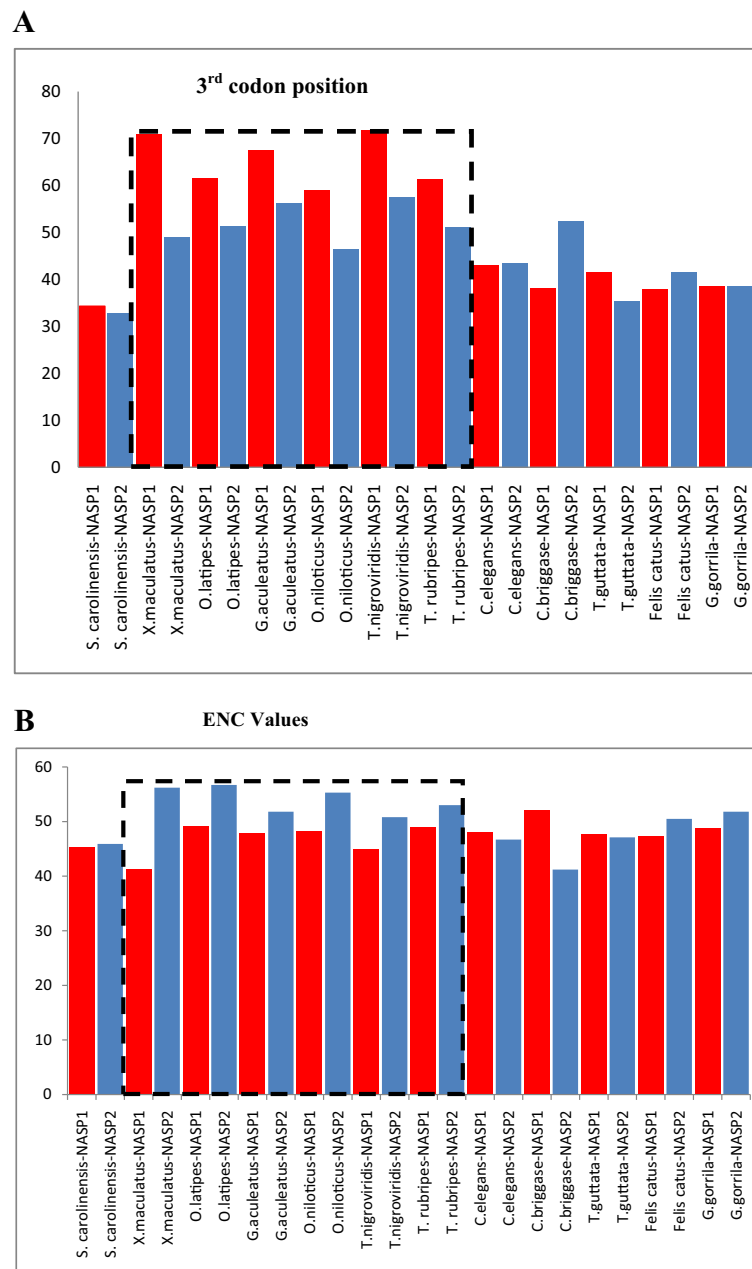 A
3rd codon position
80
70
60
50
40
30
20
10
0
S. carolinensis-NASP1
S. carolinensis-NASP2
X.maculatus-NASP1
X.maculatus-NASP2
O.latipes-NASP1
O.latipes-NASP2
G.aculeatus-NASP1
G.aculeatus-NASP2
O.niloticus-NASP1
O.niloticus-NASP2
T.nigroviridis-NASP1
T.nigroviridis-NASP2
T. rubripes-NASP1
T. rubripes-NASP2
C.elegans-NASP1
C.elegans-NASP2
C.briggase-NASP1
C.briggase-NASP2
T.guttata-NASP1
T.guttata-NASP2
Felis catus-NASP1
Felis catus-NASP2
G.gorrila-NASP1
G.gorrila-NASP2
B
ENC Values
60
50
40
30
20
10
0
S. carolinensis-NASP1
S. carolinensis-NASP2
X.maculatus-NASP1
X.maculatus-NASP2
O.latipes-NASP1
O.latipes-NASP2
G.aculeatus-NASP1
G.aculeatus-NASP2
O.niloticus-NASP1
O.niloticus-NASP2
T.nigroviridis-NASP1
T.nigroviridis-NASP2
T. rubripes-NASP1
T. rubripes-NASP2
C.elegans-NASP1
C.elegans-NASP2
C.briggase-NASP1
C.briggase-NASP2
T.guttata-NASP1
T.guttata-NASP2
Felis catus-NASP1
Felis catus-NASP2
G.gorrila-NASP1
G.gorrila-NASP2